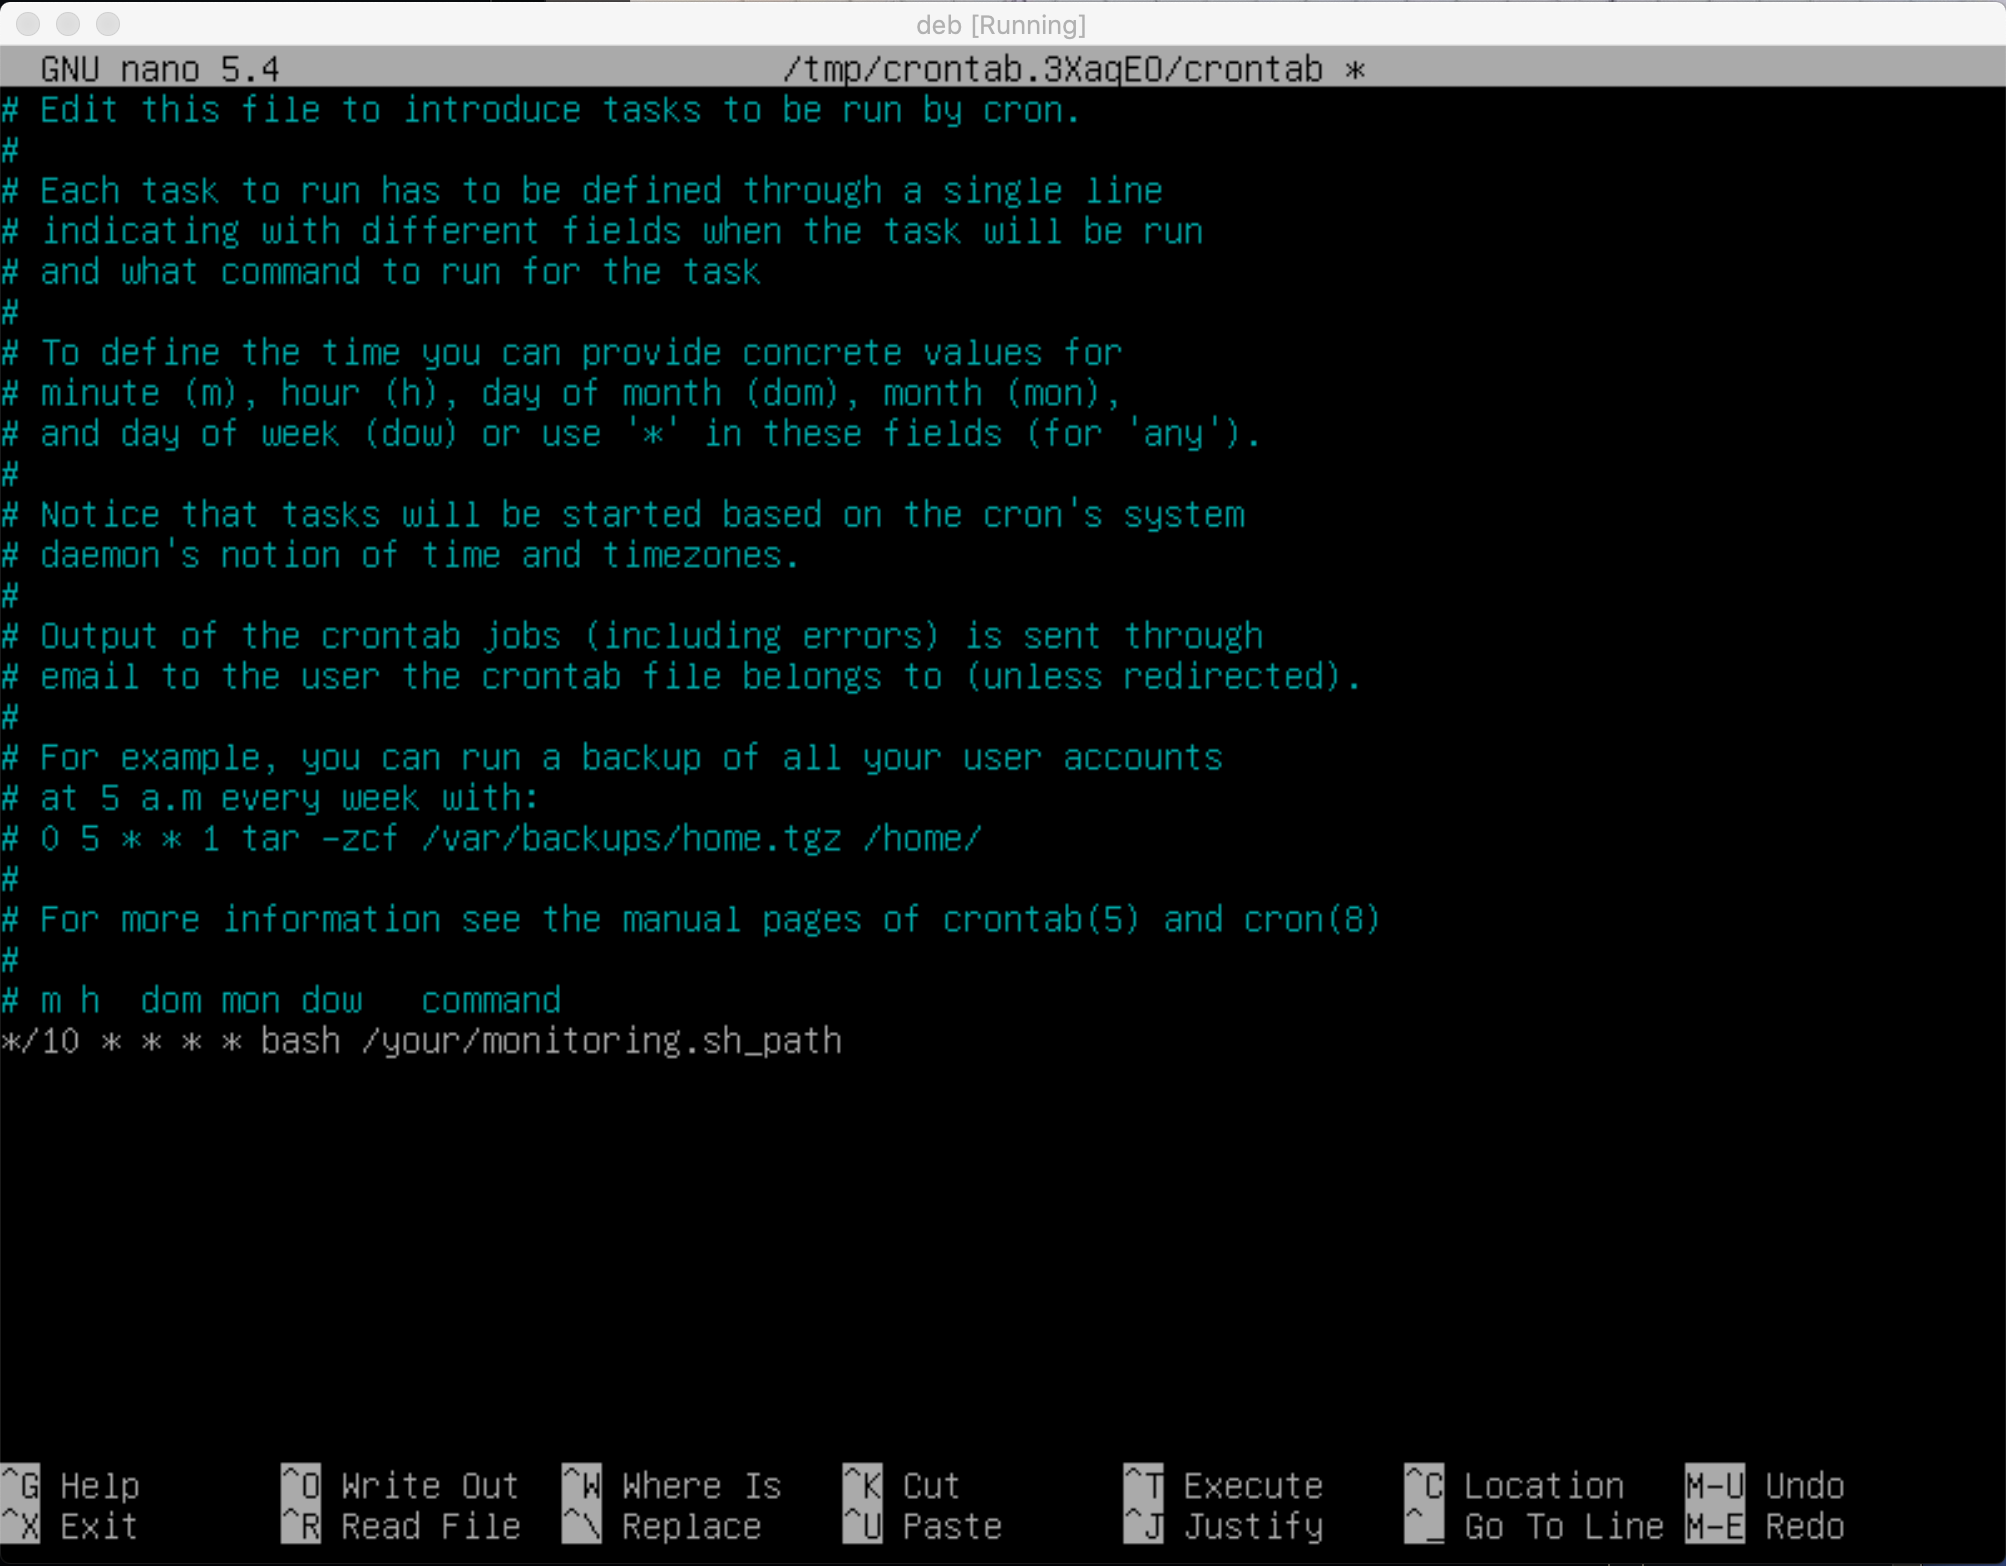 deb [Running]
GNU nano 5.4 /tmp/crontab.3XaqEO/crontab *
# Edit this file to introduce tasks to be run by cron.
#
# Each task to run has to be defined through a single line
# indicating with different fields when the task will be run
# and what command to run for the task
#
# To define the time you can provide concrete values for
# minute (m), hour (h), day of month (dom), month (mon),
# and day of week (dow) or use '*' in these fields (for 'any').
#
# Notice that tasks will be started based on the cron's system
# daemon's notion of time and timezones.
#
# Output of the crontab jobs (including errors) is sent through
# email to the user the crontab file belongs to (unless redirected).
#
# For example, you can run a backup of all your user accounts
# at 5 a.m every week with:
# 0 5 * * 1 tar -zcf /var/backups/home.tgz /home/
#
# For more information see the manual pages of crontab(5) and cron(8)
#
# m h  dom mon dow   command
*/10 * * * * bash /your/monitoring.sh_path
^G Help ^O Write Out ^W Where Is ^K Cut ^T Execute ^C Location M-U Undo
^X Exit ^R Read File ^\ Replace ^U Paste ^J Justify ^_ Go To Line M-E Redo